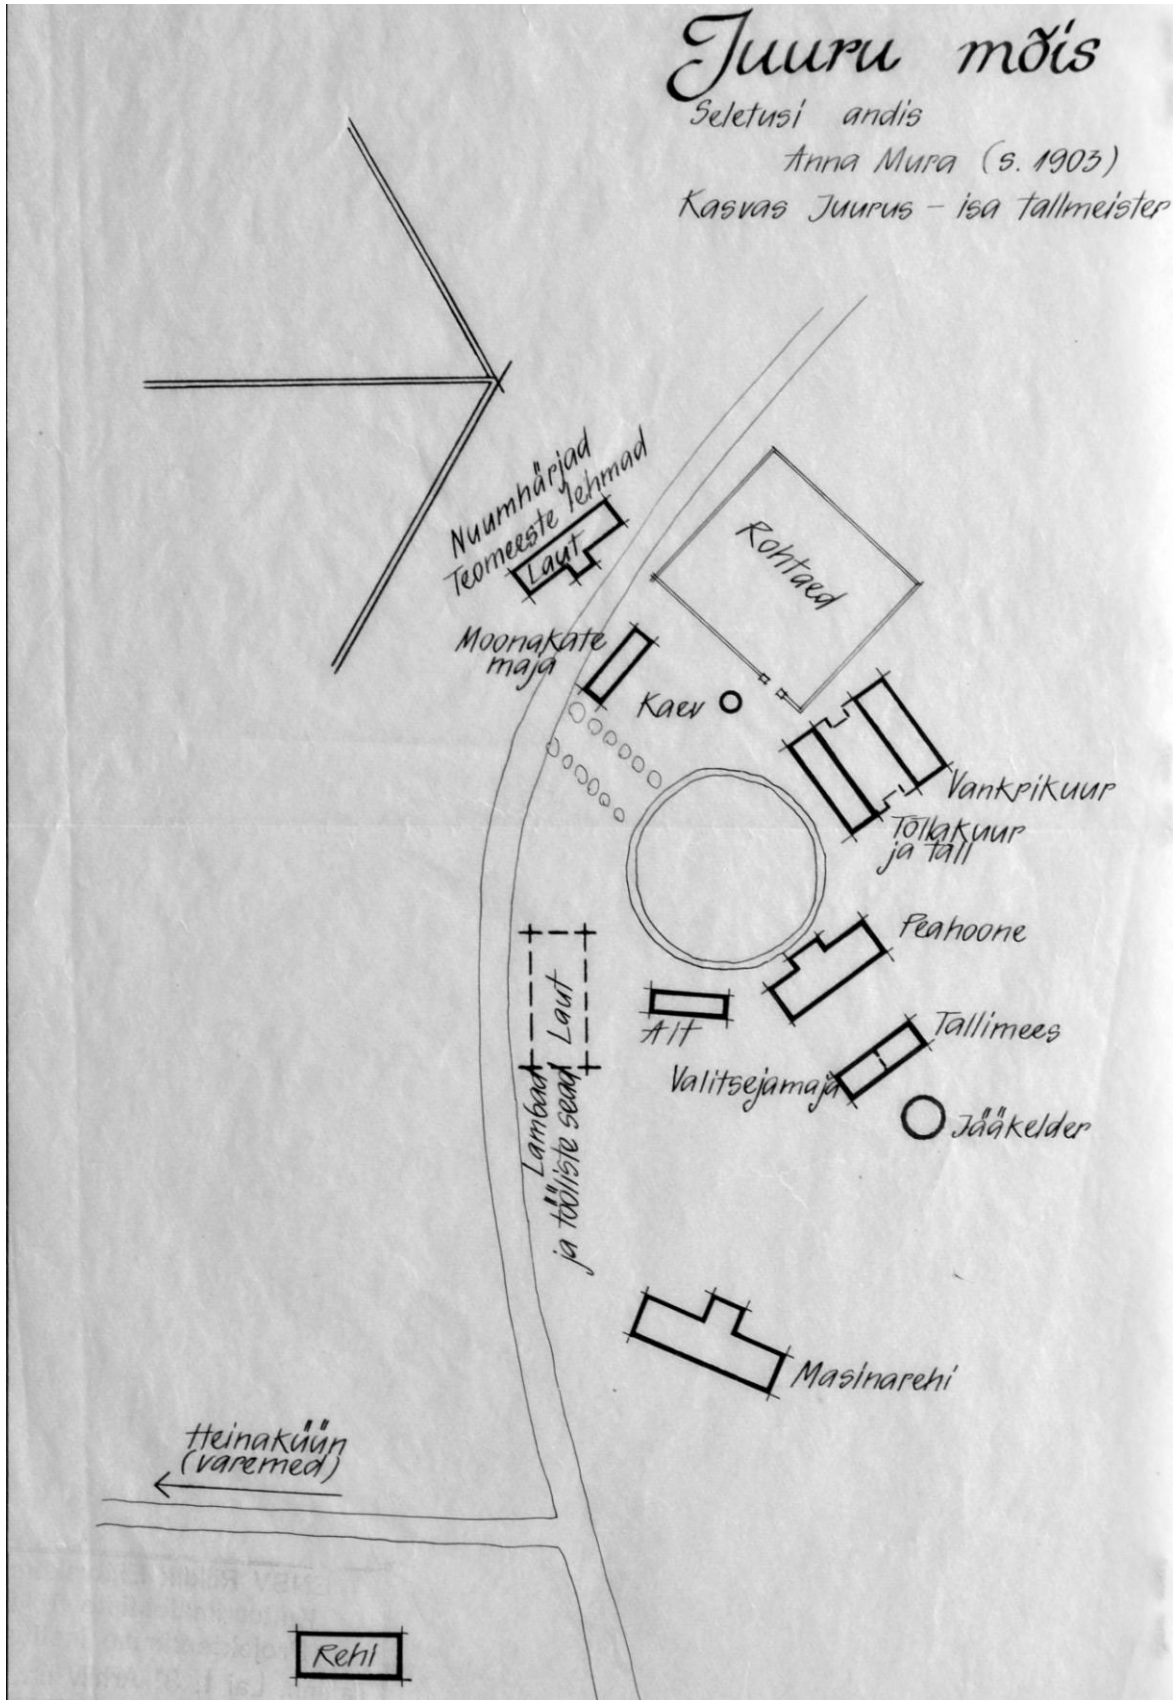 Juuru mõis
Seletusi andis
Anna Mura (s. 1903)
Kasvas Juurus – isa tallmeister
Nuumhärjad
Teomeeste lehmad
Laut
Rohtaed
Moonakate
maja
Kaev
Vankrikuur
Tõllakuur
ja tall
Peahoone
Laut
Lambad
ja tööliste sead
Ait
Tallimees
Valitsejamaja
Jääkelder
Masinarehi
Heinaküün
(varemed)
Rehi